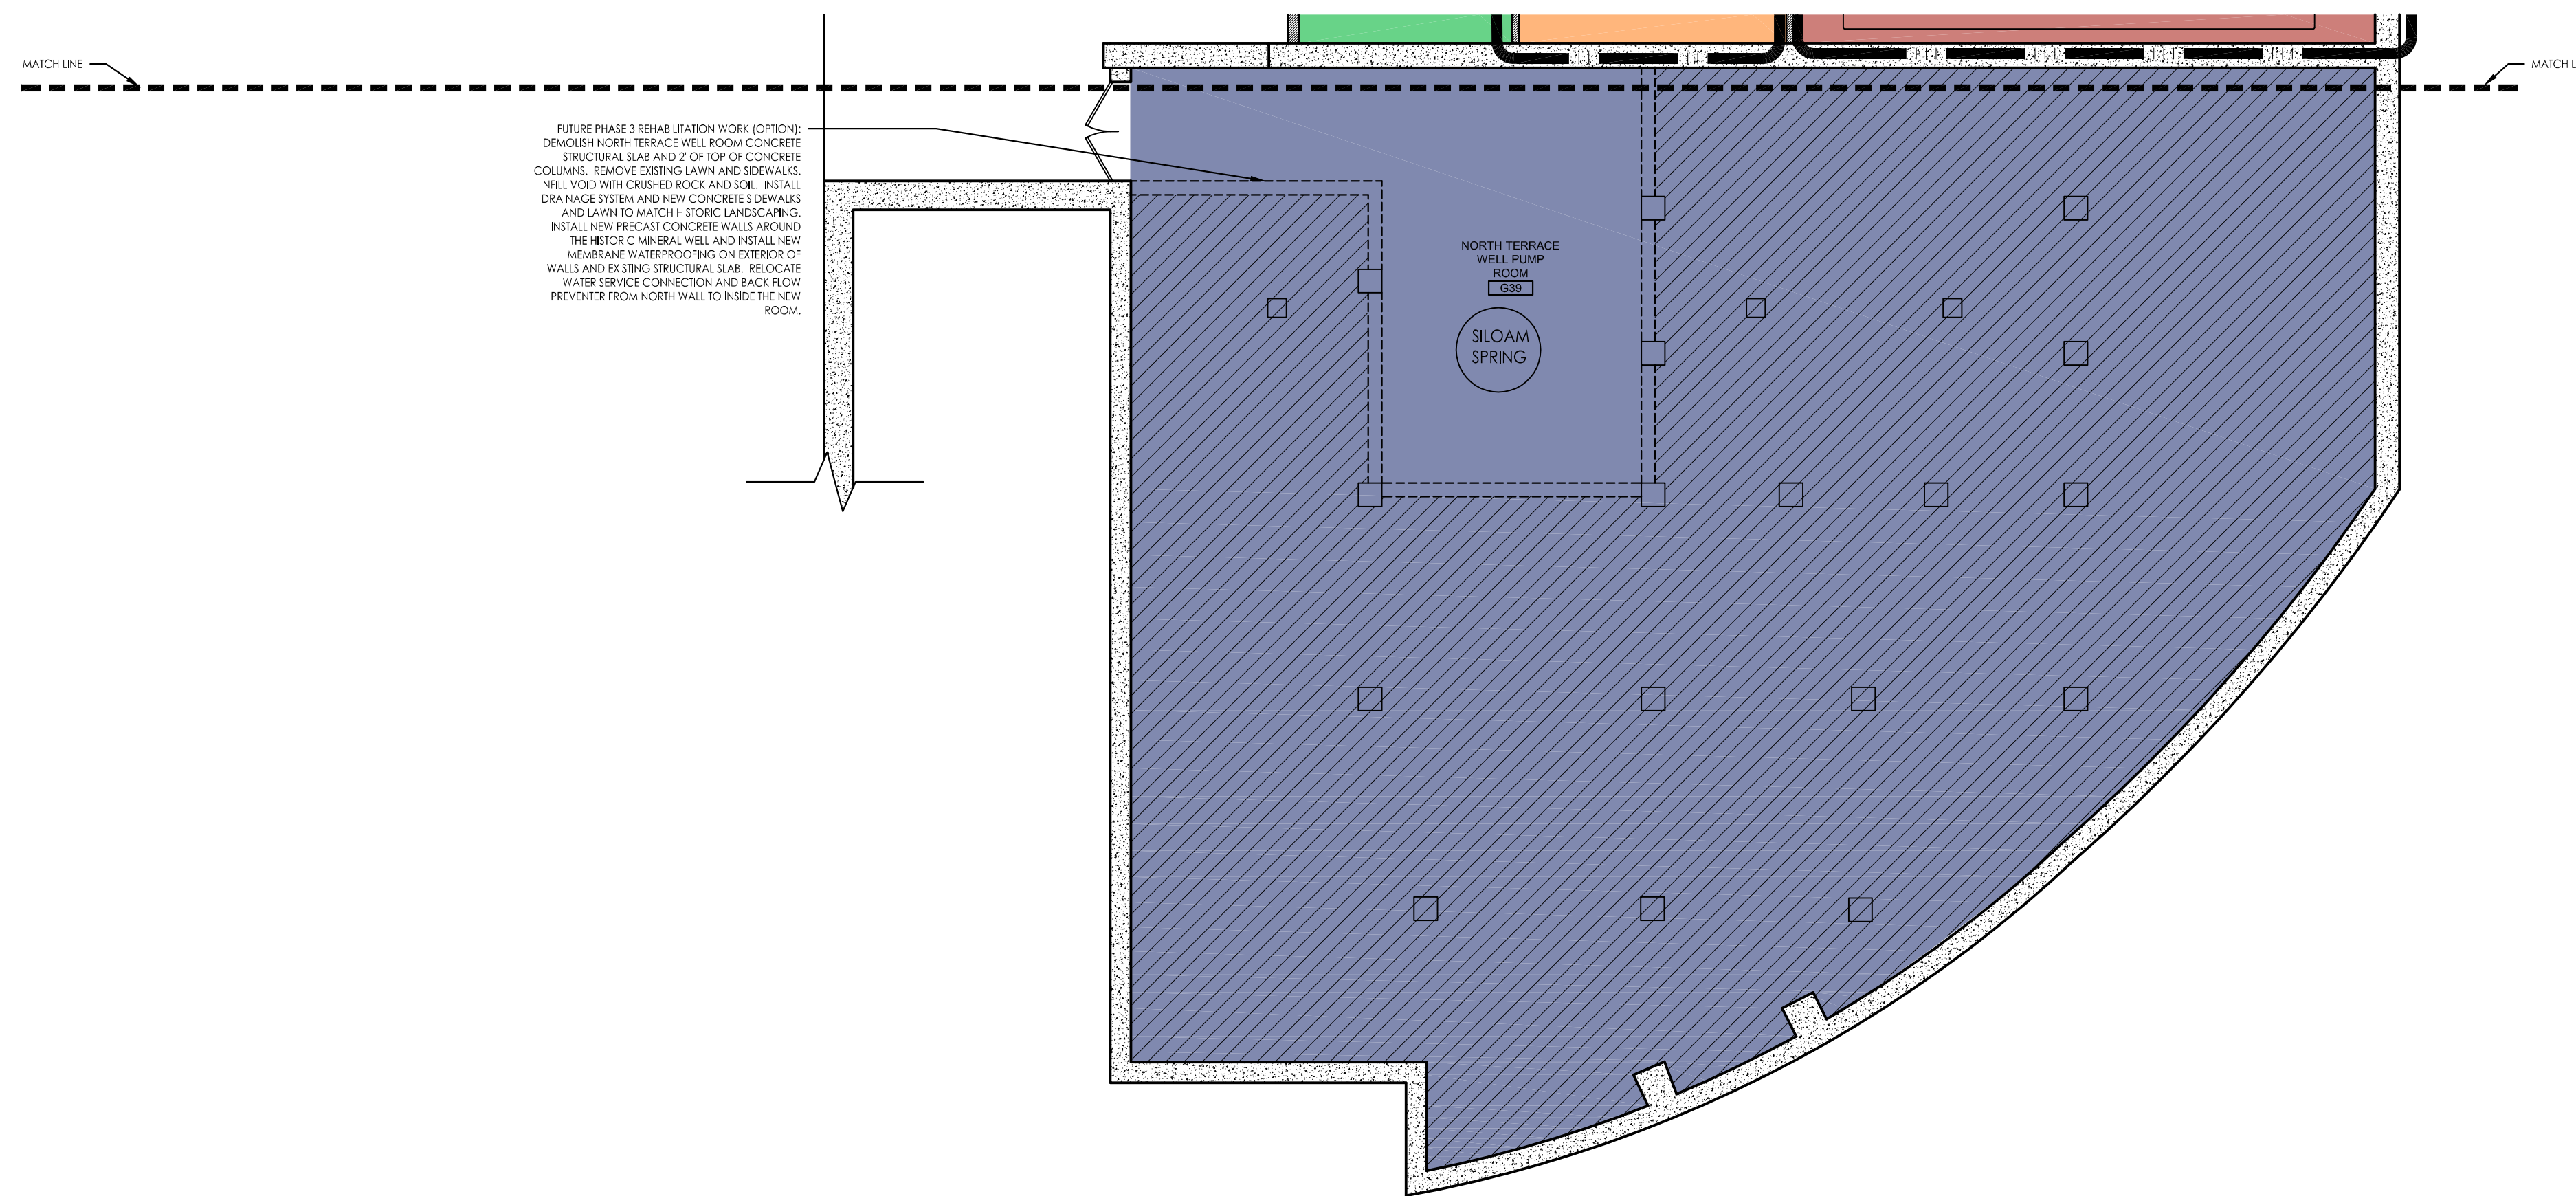 MATCH LINE
MATCH L
FUTURE PHASE 3 REHABILITATION WORK (OPTION):
DEMOLISH NORTH TERRACE WELL ROOM CONCRETE
STRUCTURAL SLAB AND 2' OF TOP OF CONCRETE
COLUMNS. REMOVE EXISTING LAWN AND SIDEWALKS.
INFILL VOID WITH CRUSHED ROCK AND SOIL. INSTALL
DRAINAGE SYSTEM AND NEW CONCRETE SIDEWALKS
AND LAWN TO MATCH HISTORIC LANDSCAPING.
INSTALL NEW PRECAST CONCRETE WALLS AROUND
THE HISTORIC MINERAL WELL AND INSTALL NEW
MEMBRANE WATERPROOFING ON EXTERIOR OF
WALLS AND EXISTING STRUCTURAL SLAB. RELOCATE
WATER SERVICE CONNECTION AND BACK FLOW
PREVENTER FROM NORTH WALL TO INSIDE THE NEW
ROOM.
NORTH TERRACE
WELL PUMP
ROOM
G39
SILOAM
SPRING